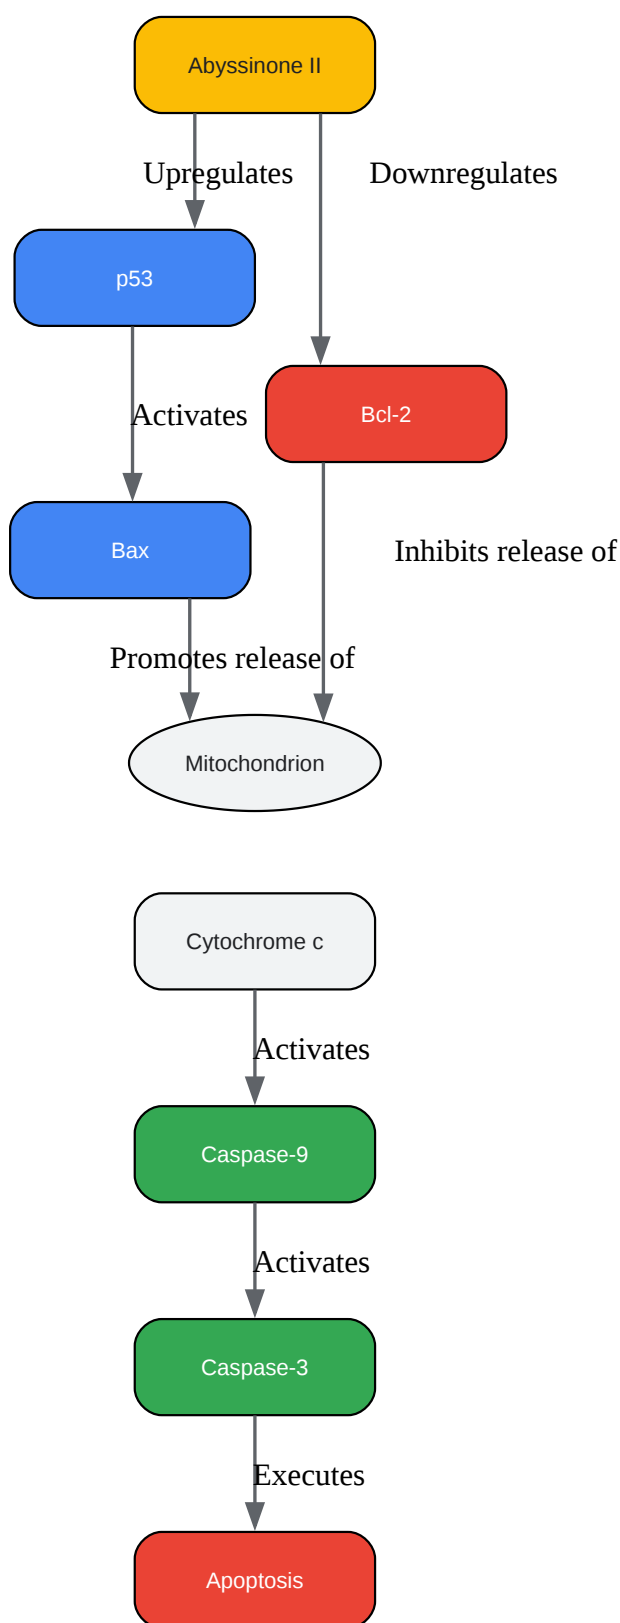 Abyssinone II
Upregulates
Downregulates
p53
Activates
Bcl-2
Bax
Inhibits release of
Promotes release of
Mitochondrion
Cytochrome c
Activates
Caspase-9
Activates
Caspase-3
Executes
Apoptosis